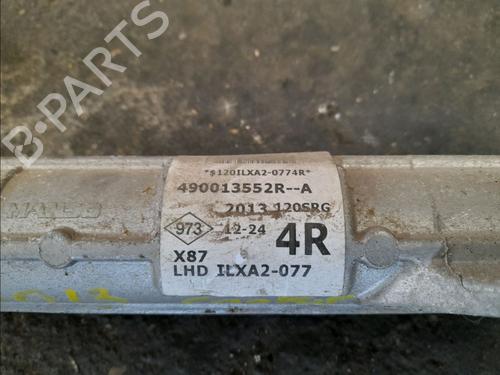 *$120ILXA2-0774R*
490013552R--A
2013 120SRG
973 12-24 4R
X87
LHD ILXA2-077
B-PARTS